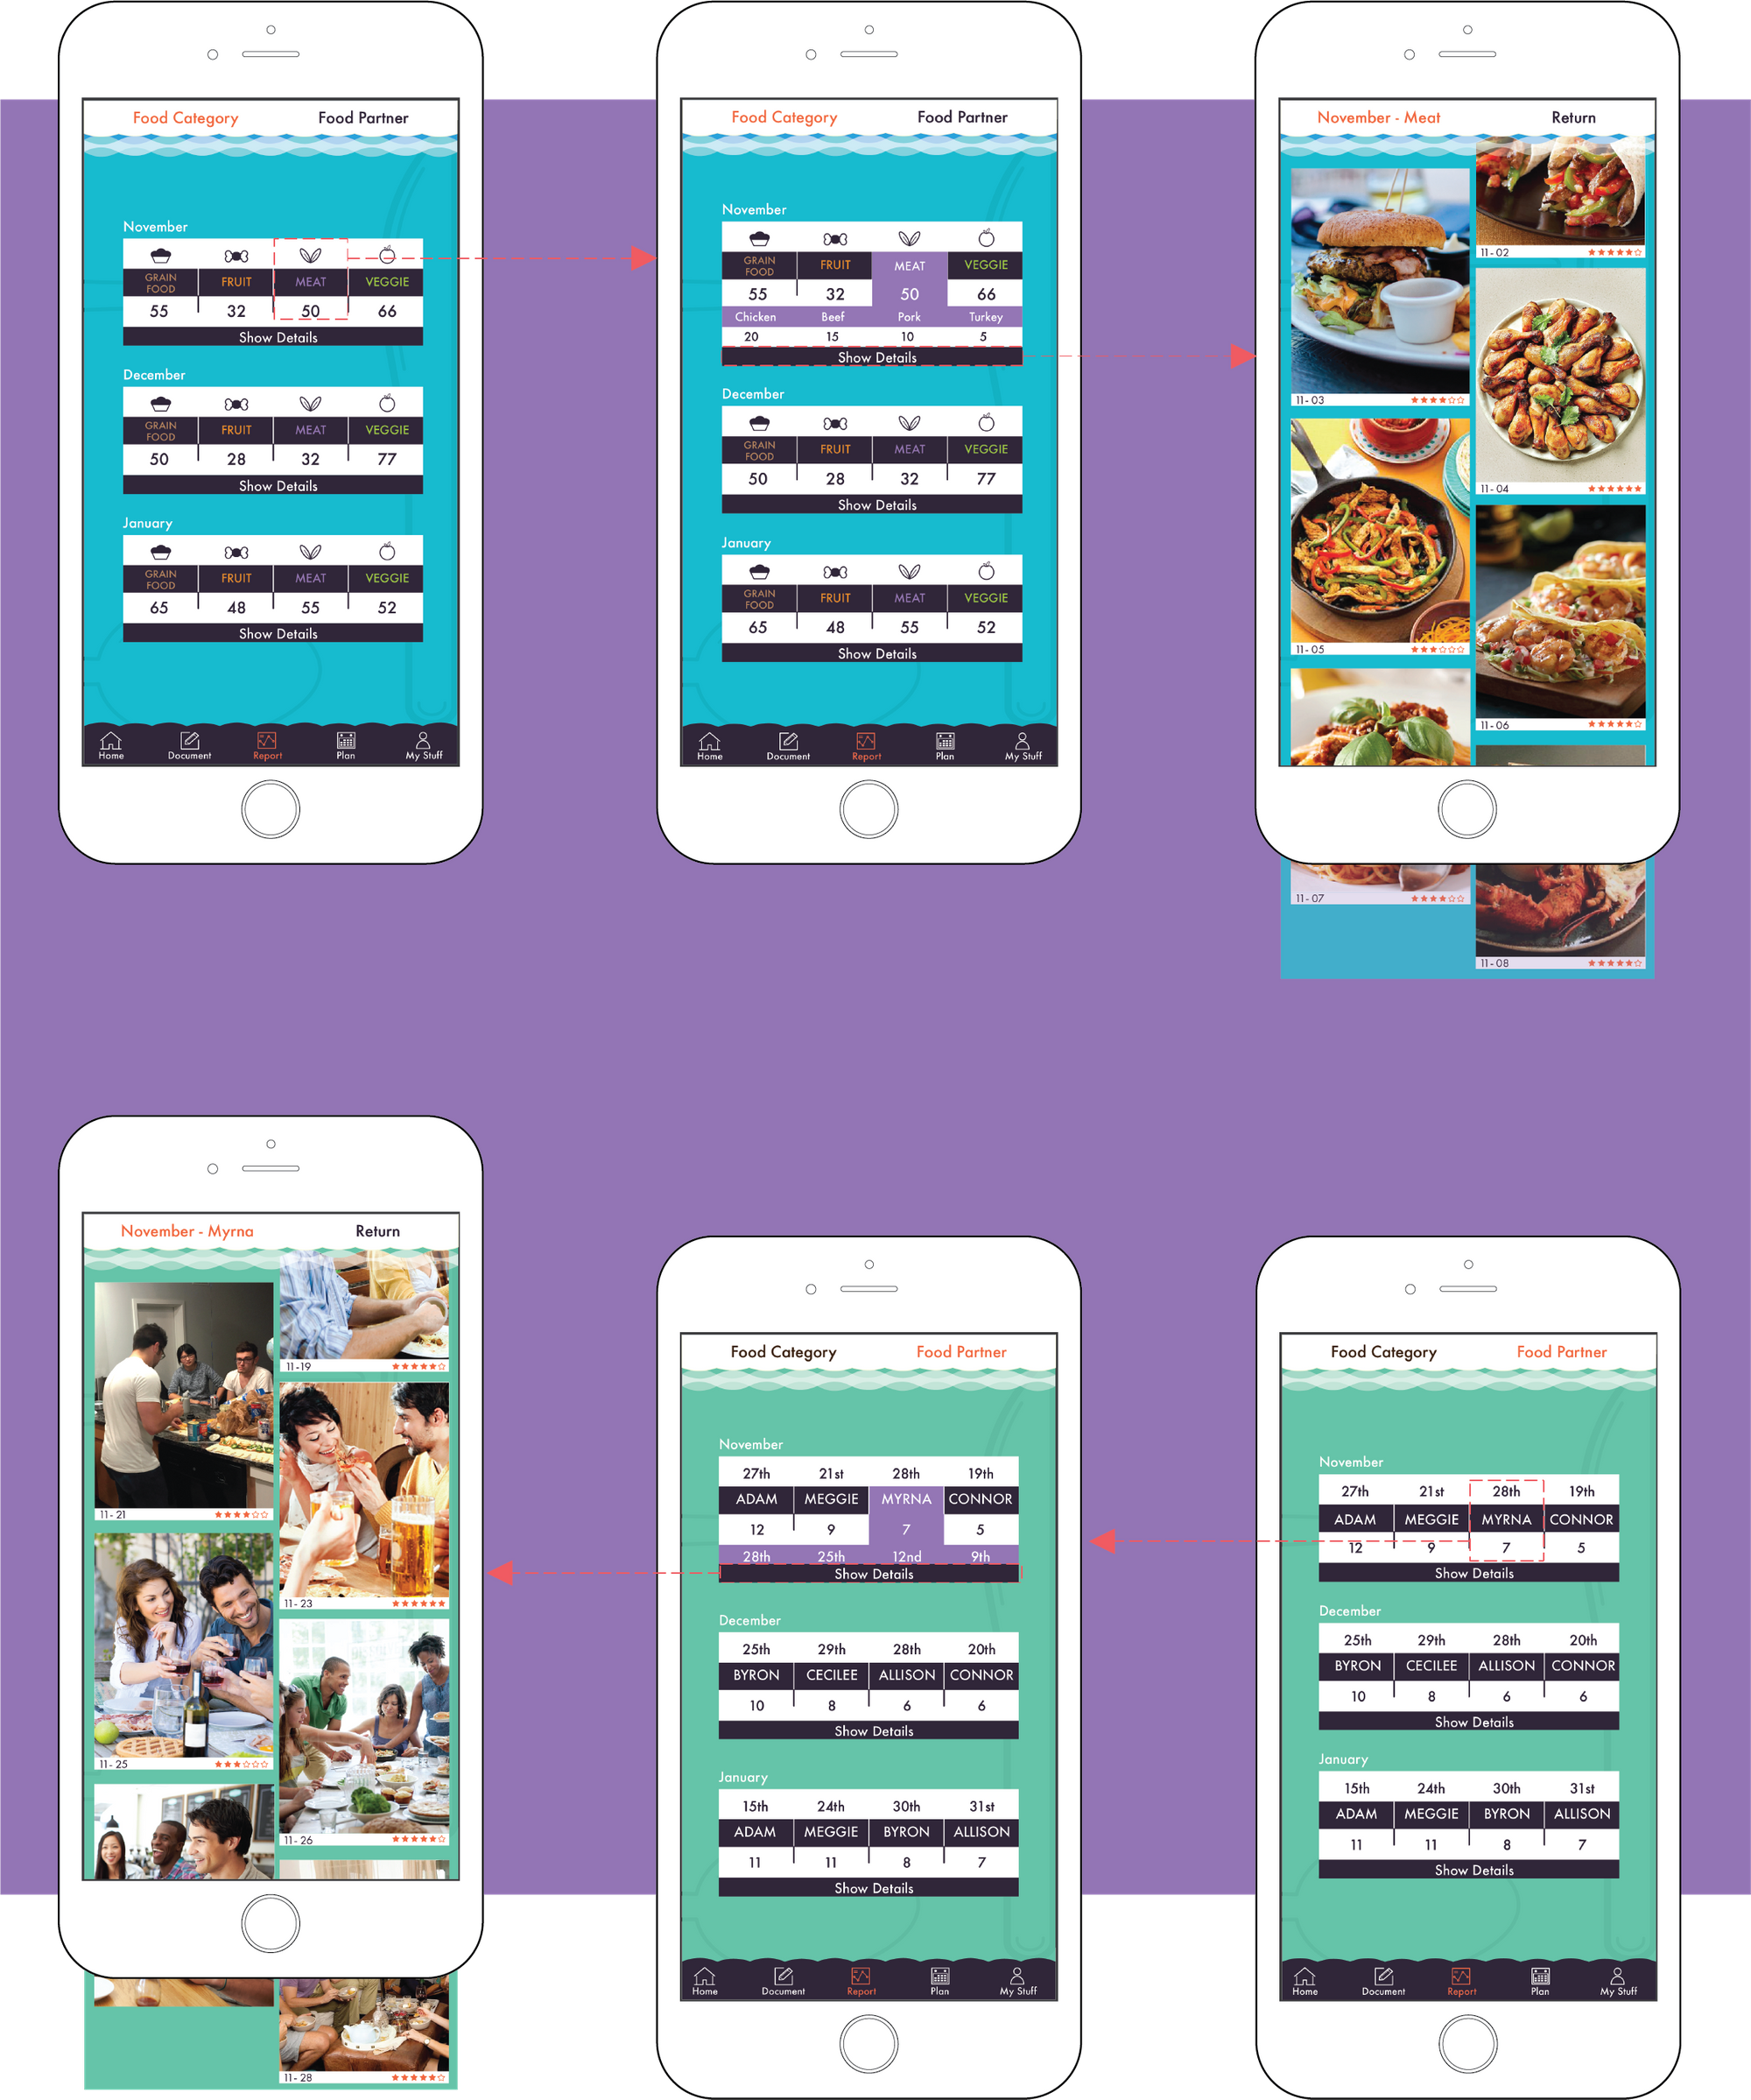 Food Category Food Partner
November
GRAIN FOOD FRUIT MEAT VEGGIE
55 32 50 66
Show Details
December
GRAIN FOOD FRUIT MEAT VEGGIE
50 28 32 77
Show Details
January
GRAIN FOOD FRUIT MEAT VEGGIE
65 48 55 52
Show Details
Home Document Report Plan My Stuff
Food Category Food Partner
November
GRAIN FOOD FRUIT MEAT VEGGIE
55 32 50 66
Chicken Beef Pork Turkey
20 15 10 5
Show Details
December
GRAIN FOOD FRUIT MEAT VEGGIE
50 28 32 77
Show Details
January
GRAIN FOOD FRUIT MEAT VEGGIE
65 48 55 52
Show Details
Home Document Report Plan My Stuff
November - Meat Return
11-02
11-03
11-04
11-05
11-06
11-07
11-08
November - Myrna Return
11-19
11-21
11-23
11-25
11-26
11-28
Food Category Food Partner
November
27th 21st 28th 19th
ADAM MEGGIE MYRNA CONNOR
12 9 7 5
28th 25th 12nd 9th
Show Details
December
25th 29th 28th 20th
BYRON CECILEE ALLISON CONNOR
10 8 6 6
Show Details
January
15th 24th 30th 31st
ADAM MEGGIE BYRON ALLISON
11 11 8 7
Show Details
Home Document Report Plan My Stuff
Food Category Food Partner
November
27th 21st 28th 19th
ADAM MEGGIE MYRNA CONNOR
12 9 7 5
Show Details
December
25th 29th 28th 20th
BYRON CECILEE ALLISON CONNOR
10 8 6 6
Show Details
January
15th 24th 30th 31st
ADAM MEGGIE BYRON ALLISON
11 11 8 7
Show Details
Home Document Report Plan My Stuff